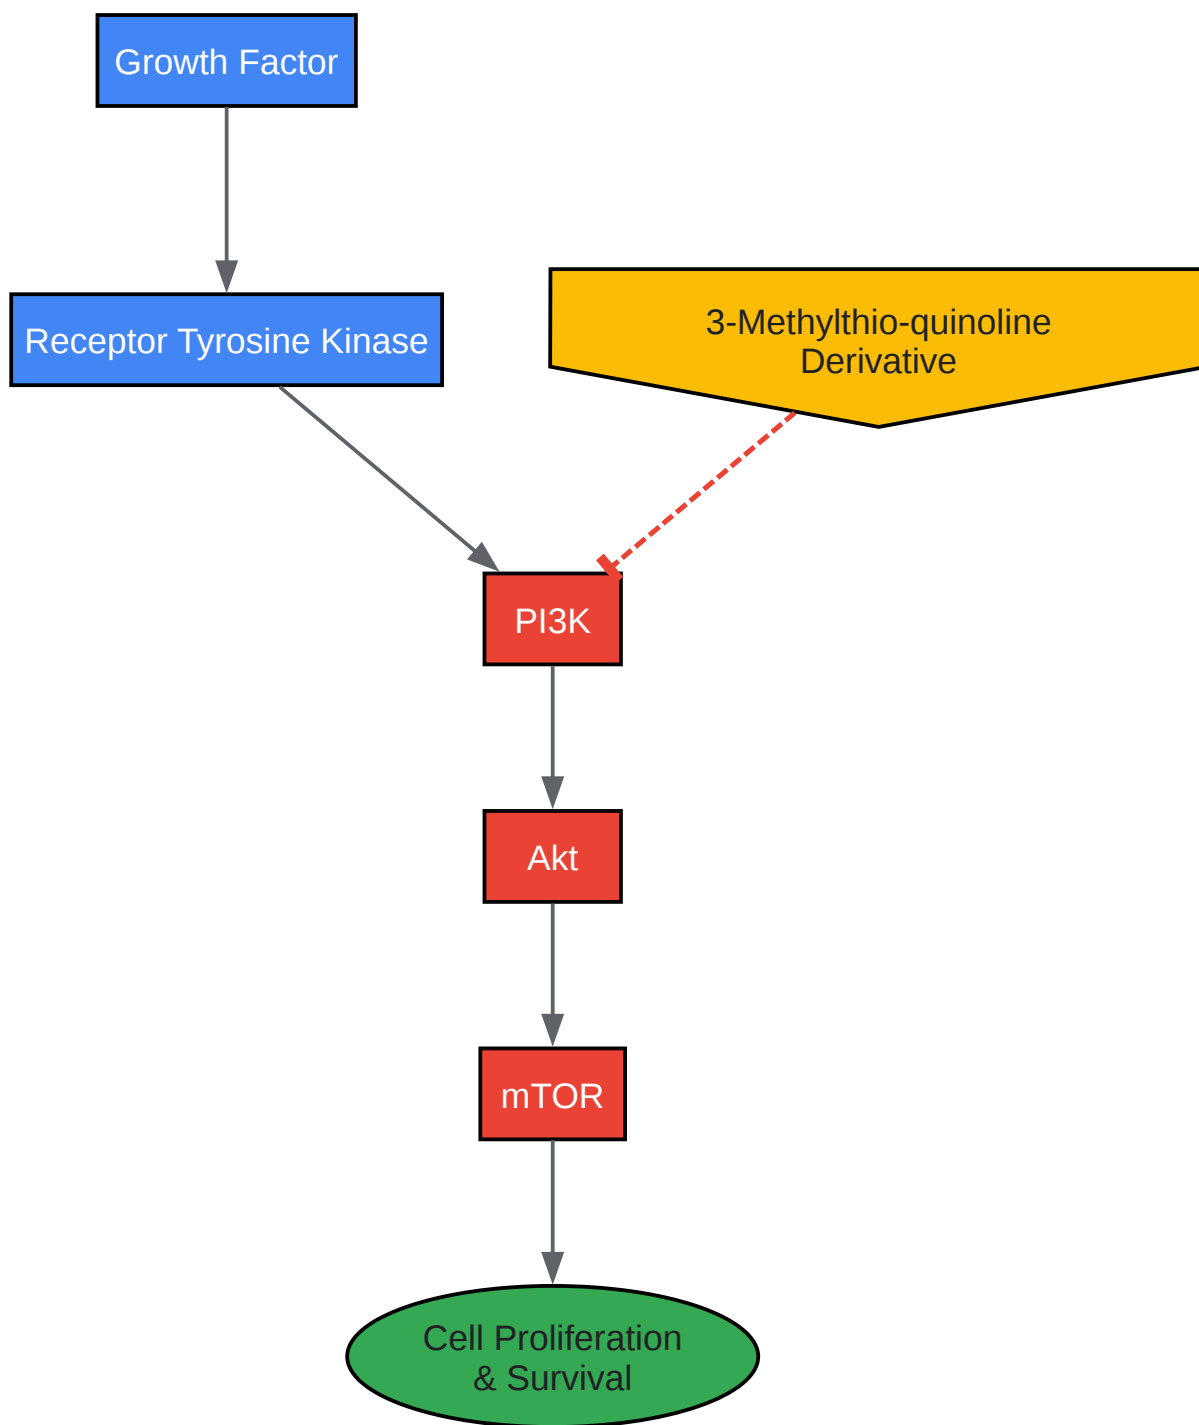 Growth Factor
Receptor Tyrosine Kinase
3-Methylthio-quinoline
Derivative
PI3K
Akt
mTOR
Cell Proliferation
& Survival